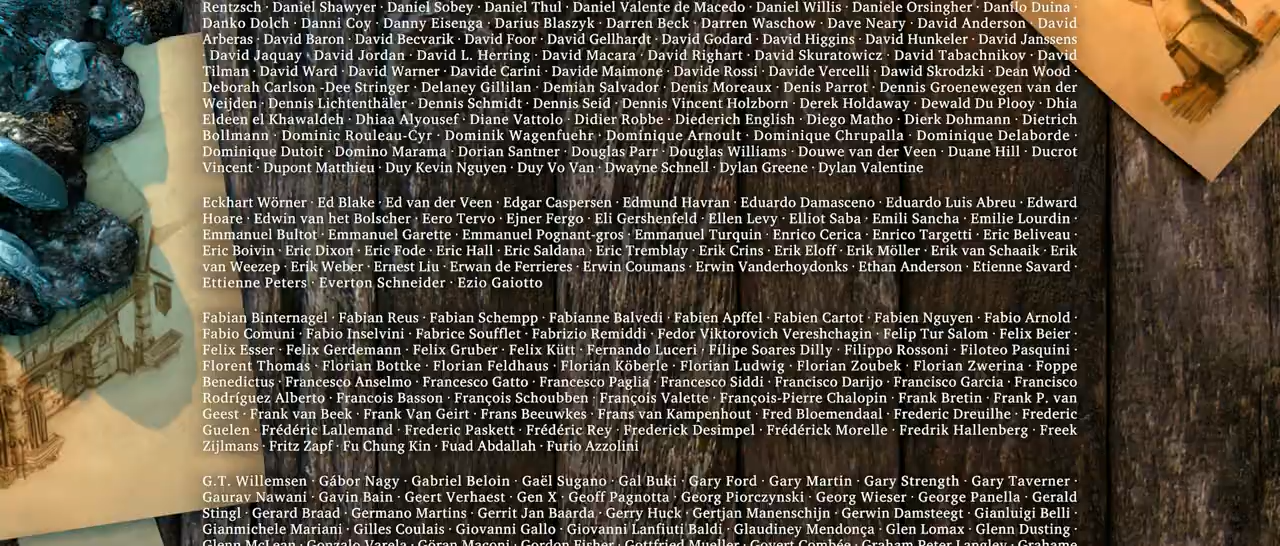 Rentzsch · Daniel Shawyer · Daniel Sobey · Daniel Thul · Daniel Valente de Macedo · Daniel Willis · Daniele Orsingher · Danilo Duina ·
Danko Dolch · Danni Coy · Danny Eisenga · Darius Blaszyk · Darren Beck · Darren Waschow · Dave Neary · David Anderson · David
Arberas · David Baron · David Becvarik · David Foor · David Gellhardt · David Godard · David Higgins · David Hunkeler · David Janssens
· David Jaquay · David Jordan · David L. Herring · David Macara · David Righart · David Skuratowicz · David Tabachnikov · David
Tilman · David Ward · David Warner · Davide Carini · Davide Maimone · Davide Rossi · Davide Vercelli · Dawid Skrodzki · Dean Wood ·
Deborah Carlson -Dee Stringer · Delaney Gillilan · Demian Salvador · Denis Moreaux · Denis Parrot · Dennis Groenewegen van der
Weijden · Dennis Lichtenthäler · Dennis Schmidt · Dennis Seid · Dennis Vincent Holzborn · Derek Holdaway · Dewald Du Plooy · Dhia
Eldeen el Khawaldeh · Dhiaa Alyousef · Diane Vattolo · Didier Robbe · Diederich English · Diego Matho · Dierk Dohmann · Dietrich
Bollmann · Dominic Rouleau-Cyr · Dominik Wagenfuehr · Dominique Arnoult · Dominique Chrupalla · Dominique Delaborde ·
Dominique Dutoit · Domino Marama · Dorian Santner · Douglas Parr · Douglas Williams · Douwe van der Veen · Duane Hill · Ducrot
Vincent · Dupont Matthieu · Duy Kevin Nguyen · Duy Vo Van · Dwayne Schnell · Dylan Greene · Dylan Valentine
Eckhart Wörner · Ed Blake · Ed van der Veen · Edgar Caspersen · Edmund Havran · Eduardo Damasceno · Eduardo Luis Abreu · Edward
Hoare · Edwin van het Bolscher · Eero Tervo · Ejner Fergo · Eli Gershenfeld · Ellen Levy · Elliot Saba · Emili Sancha · Emilie Lourdin ·
Emmanuel Bultot · Emmanuel Garette · Emmanuel Pognant-gros · Emmanuel Turquin · Enrico Cerica · Enrico Targetti · Eric Beliveau ·
Eric Boivin · Eric Dixon · Eric Fode · Eric Hall · Eric Saldana · Eric Tremblay · Erik Crins · Erik Eloff · Erik Möller · Erik van Schaaik · Erik
van Weezep · Erik Weber · Ernest Liu · Erwan de Ferrieres · Erwin Coumans · Erwin Vanderhoydonks · Ethan Anderson · Etienne Savard ·
Ettienne Peters · Everton Schneider · Ezio Gaiotto
Fabian Binternagel · Fabian Reus · Fabian Schempp · Fabianne Balvedi · Fabien Apffel · Fabien Cartot · Fabien Nguyen · Fabio Arnold ·
Fabio Comuni · Fabio Inselvini · Fabrice Soufflet · Fabrizio Remiddi · Fedor Viktorovich Vereshchagin · Felip Tur Salom · Felix Beier ·
Felix Esser · Felix Gerdemann · Felix Gruber · Felix Kütt · Fernando Luceri · Filipe Soares Dilly · Filippo Rossoni · Filoteo Pasquini ·
Florent Thomas · Florian Bottke · Florian Feldhaus · Florian Köberle · Florian Ludwig · Florian Zoubek · Florian Zwerina · Foppe
Benedictus · Francesco Anselmo · Francesco Gatto · Francesco Paglia · Francesco Siddi · Francisco Darijo · Francisco Garcia · Francisco
Rodríguez Alberto · Francois Basson · François Schoubben · François Valette · François-Pierre Chalopin · Frank Bretin · Frank P. van
Geest · Frank van Beek · Frank Van Geirt · Frans Beeuwkes · Frans van Kampenhout · Fred Bloemendaal · Frederic Dreuilhe · Frederic
Guelen · Frédéric Lallemand · Frederic Paskett · Frédéric Rey · Frederick Desimpel · Frédérick Morelle · Fredrik Hallenberg · Freek
Zijlmans · Fritz Zapf · Fu Chung Kin · Fuad Abdallah · Furio Azzolini
G.T. Willemsen · Gábor Nagy · Gabriel Beloin · Gaël Sugano · Gal Buki · Gary Ford · Gary Martin · Gary Strength · Gary Taverner ·
Gaurav Nawani · Gavin Bain · Geert Verhaest · Gen X · Geoff Pagnotta · Georg Piorczynski · Georg Wieser · George Panella · Gerald
Stingl · Gerard Braad · Germano Martins · Gerrit Jan Baarda · Gerry Huck · Gertjan Manenschijn · Gerwin Damsteegt · Gianluigi Belli ·
Gianmichele Mariani · Gilles Coulais · Giovanni Gallo · Giovanni Lanfiuti Baldi · Glaudiney Mendonça · Glen Lomax · Glenn Dusting ·
Glenn McLean · Gonzalo Varela · Göran Maconi · Gordon Fisher · Gottfried Mueller · Govert Combée · Graham Peter Langley · Grahame